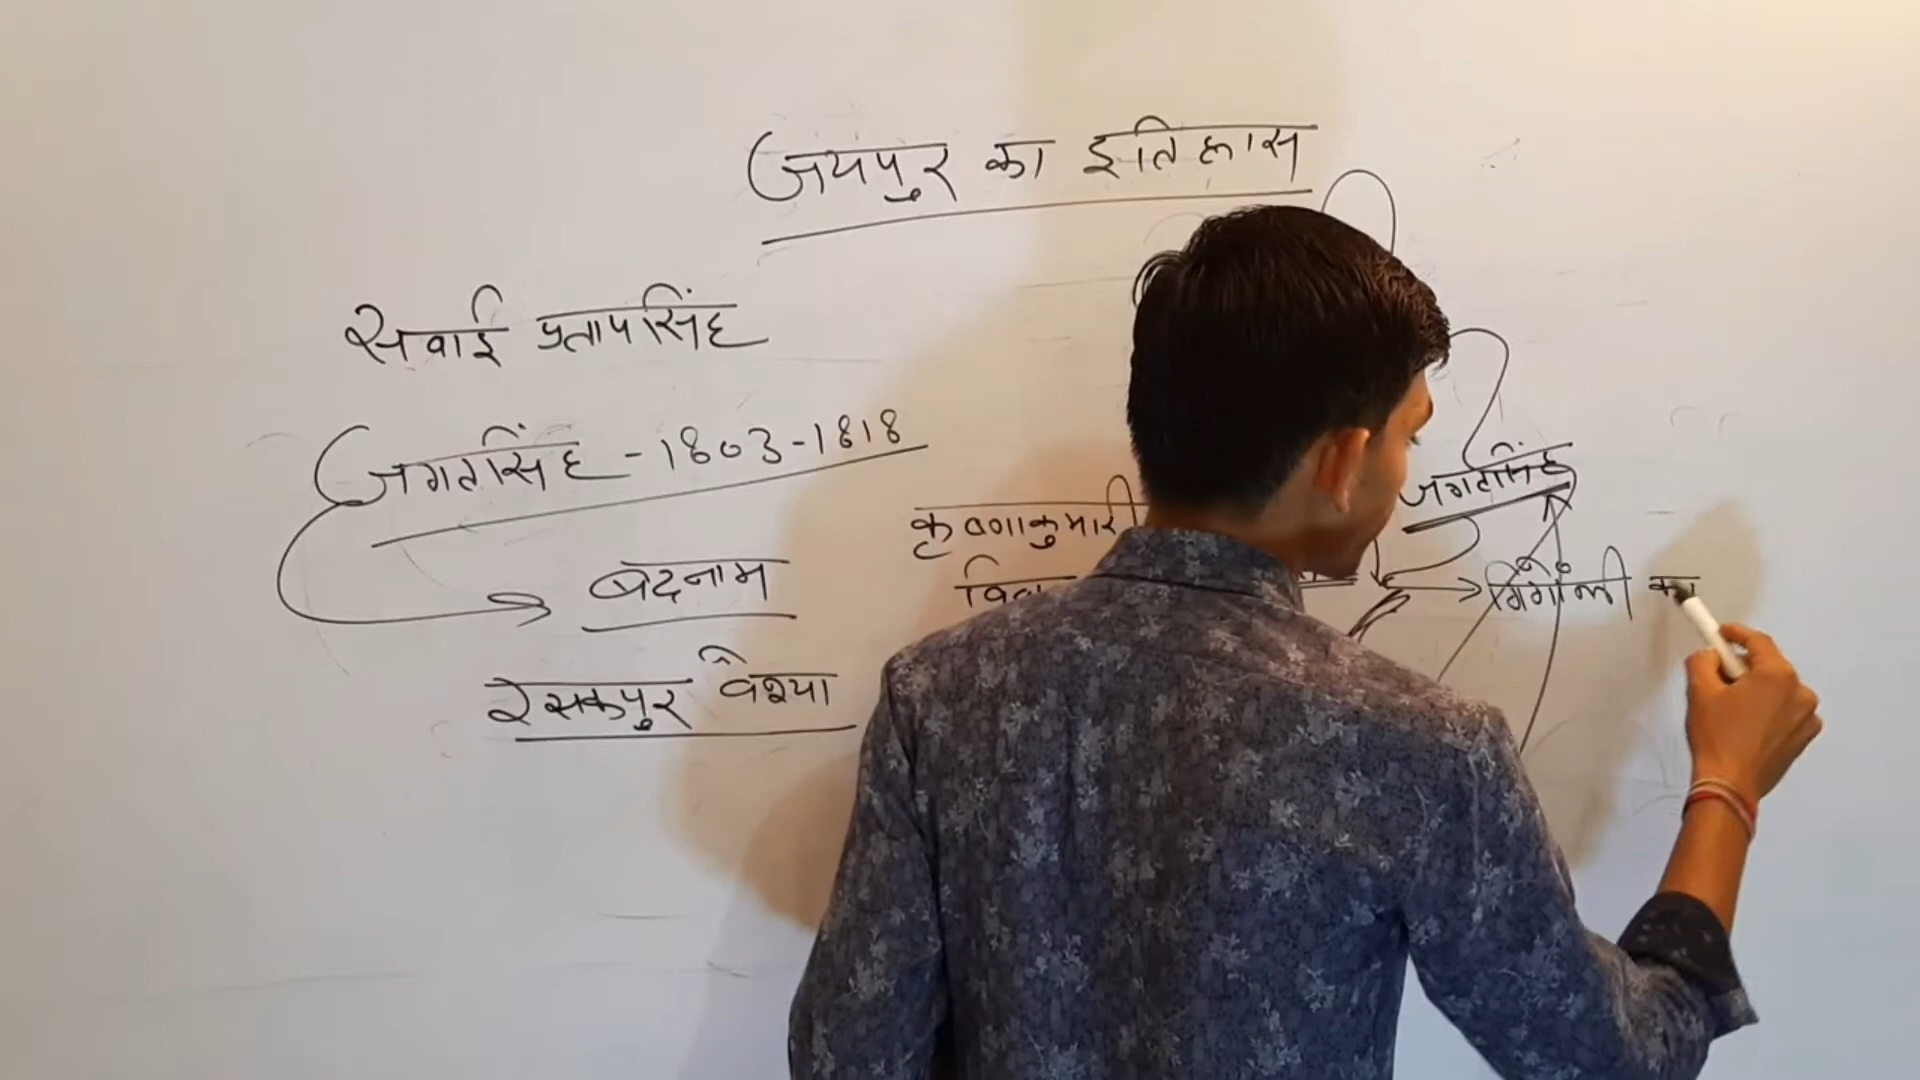 जयपुर का इतिहास
सवाई प्रतापसिंह
जगतसिंह - 1803-1818
बदनाम
रसकपुर वेश्या
कृष्णाकुमारी
जगतसिंह
गिंगोली का